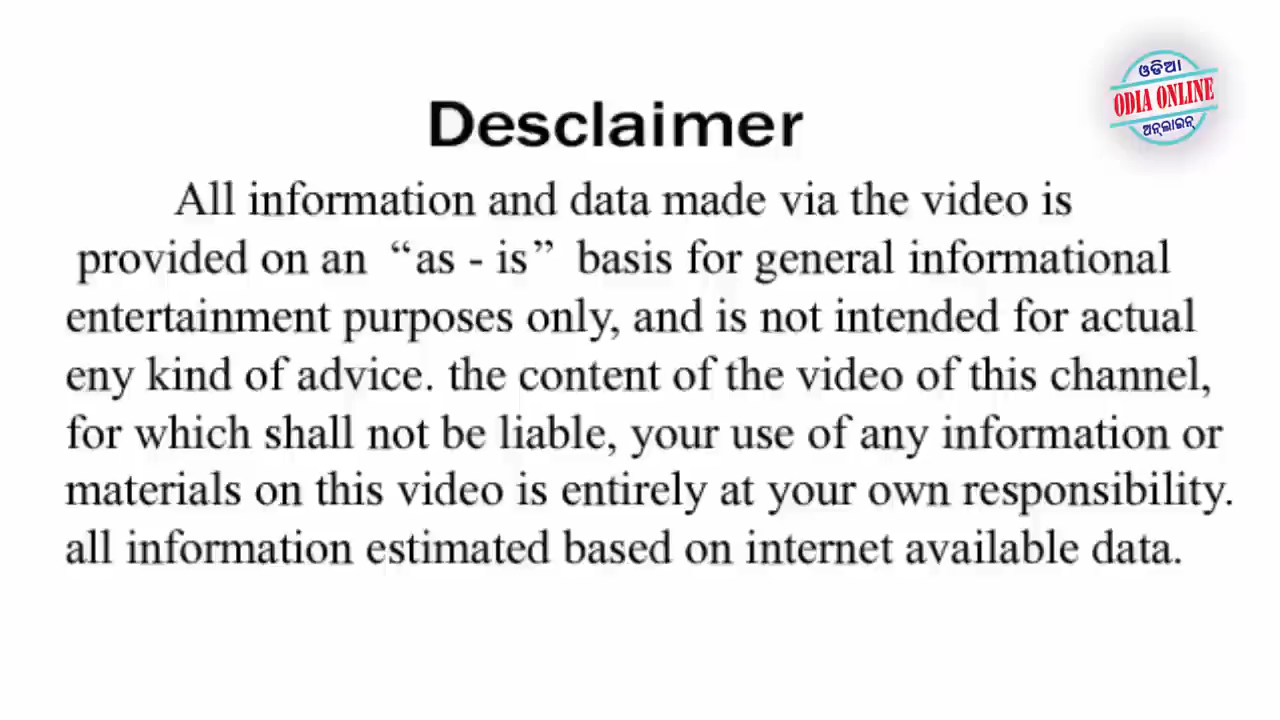 ଓଡିଆ
ODIA ONLINE
ଅନ୍‌ଲାଇନ୍
Desclaimer
All information and data made via the video is
provided on an “as - is” basis for general informational
entertainment purposes only, and is not intended for actual
eny kind of advice. the content of the video of this channel,
for which shall not be liable, your use of any information or
materials on this video is entirely at your own responsibility.
all information estimated based on internet available data.